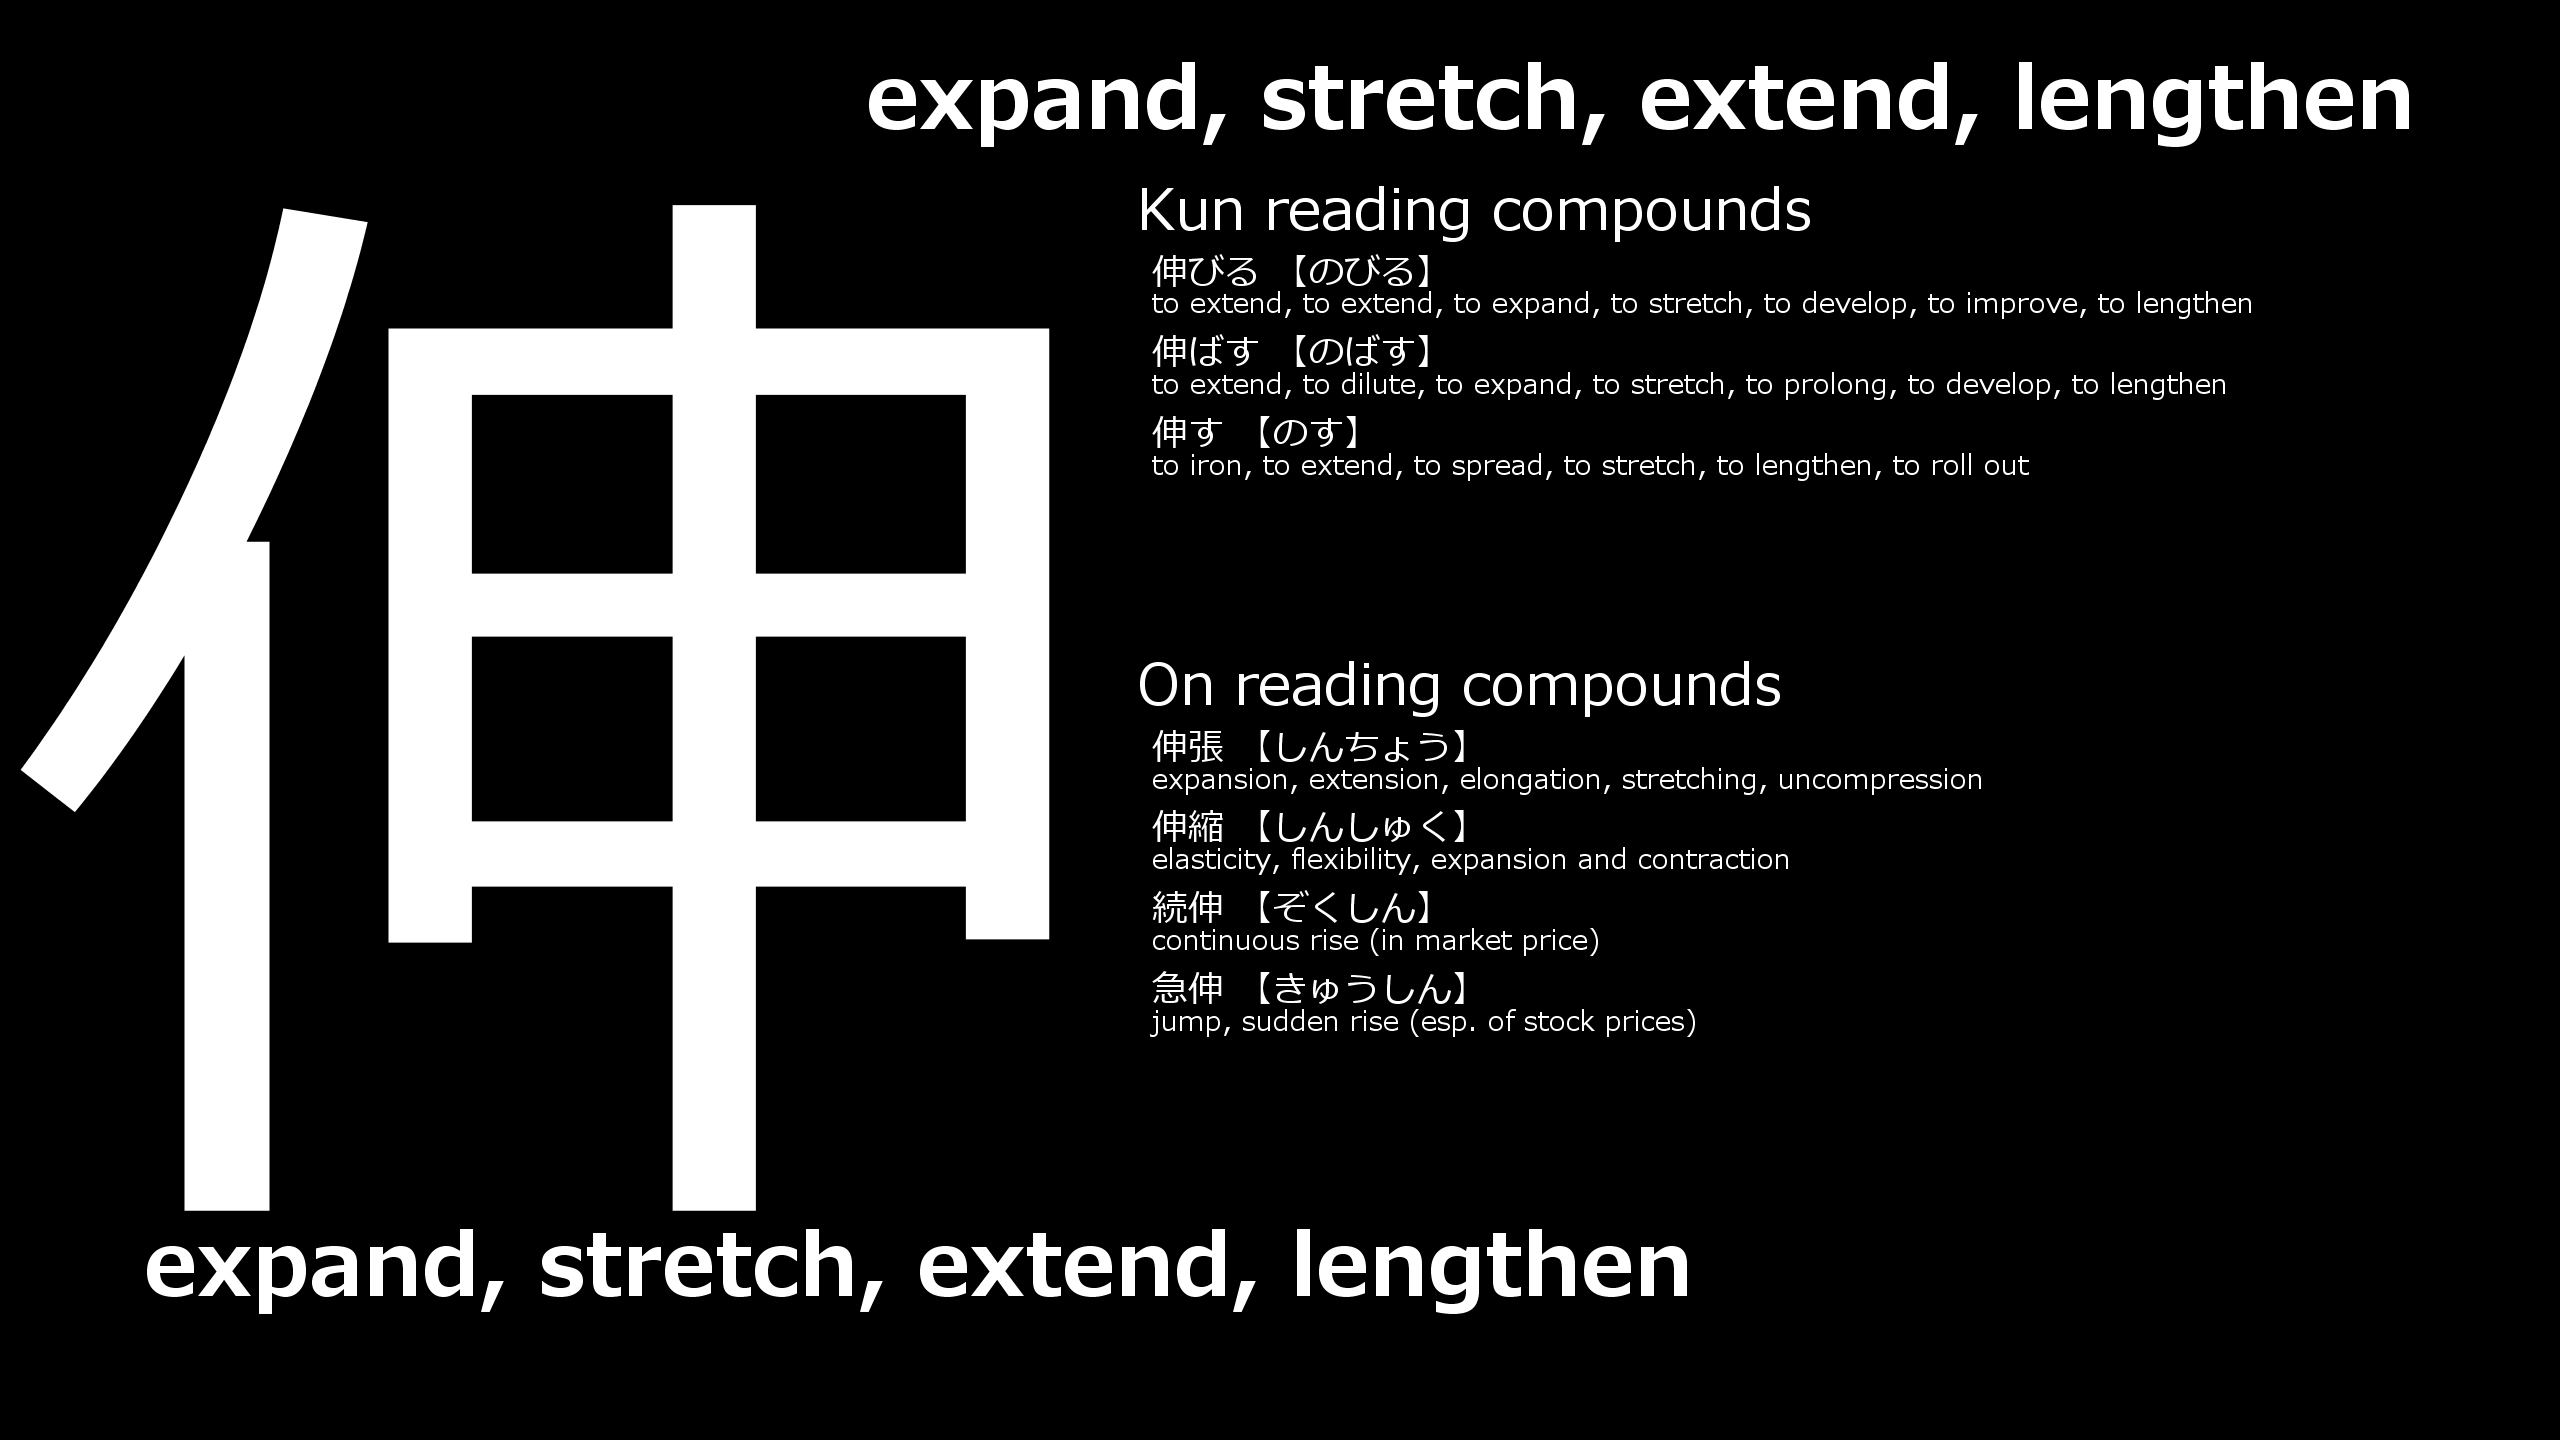 expand, stretch, extend, lengthen
伸
Kun reading compounds
伸びる 【のびる】
to extend, to extend, to expand, to stretch, to develop, to improve, to lengthen
伸ばす 【のばす】
to extend, to dilute, to expand, to stretch, to prolong, to develop, to lengthen
伸す 【のす】
to iron, to extend, to spread, to stretch, to lengthen, to roll out
On reading compounds
伸張 【しんちょう】
expansion, extension, elongation, stretching, uncompression
伸縮 【しんしゅく】
elasticity, flexibility, expansion and contraction
続伸 【ぞくしん】
continuous rise (in market price)
急伸 【きゅうしん】
jump, sudden rise (esp. of stock prices)
expand, stretch, extend, lengthen